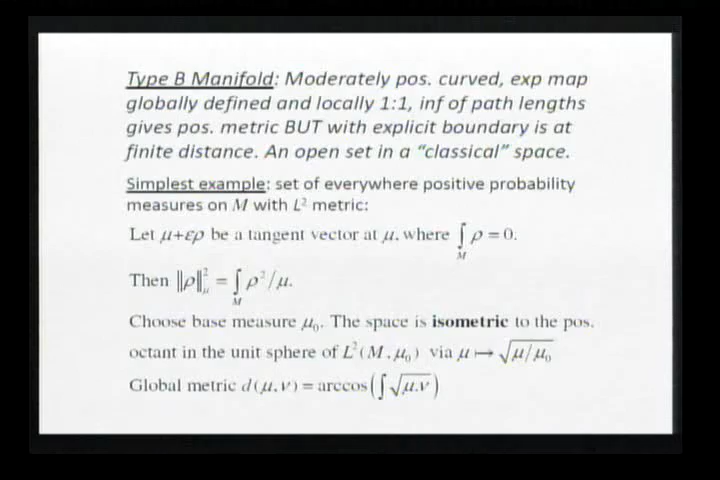 Type B Manifold: Moderately pos. curved, exp map
globally defined and locally 1:1, inf of path lengths
gives pos. metric BUT with explicit boundary is at
finite distance. An open set in a "classical" space.
Simplest example: set of everywhere positive probability
measures on M with L² metric:
Let μ+ερ be a tangent vector at μ, where ∫_M ρ = 0.
Then ‖ρ‖²_μ = ∫_M ρ²/μ.
Choose base measure μ₀. The space is isometric to the pos.
octant in the unit sphere of L²(M, μ₀) via μ ↦ √(μ/μ₀)
Global metric d(μ,ν) = arccos(∫√(μ.ν))